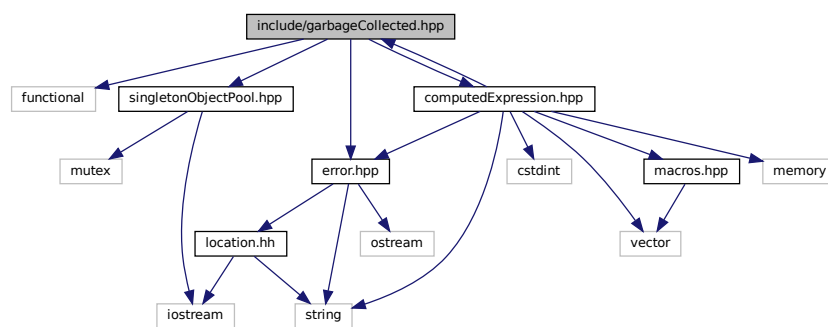 include/garbageCollected.hpp
functional
singletonObjectPool.hpp
computedExpression.hpp
mutex
error.hpp
cstdint
macros.hpp
memory
location.hh
ostream
vector
iostream
string